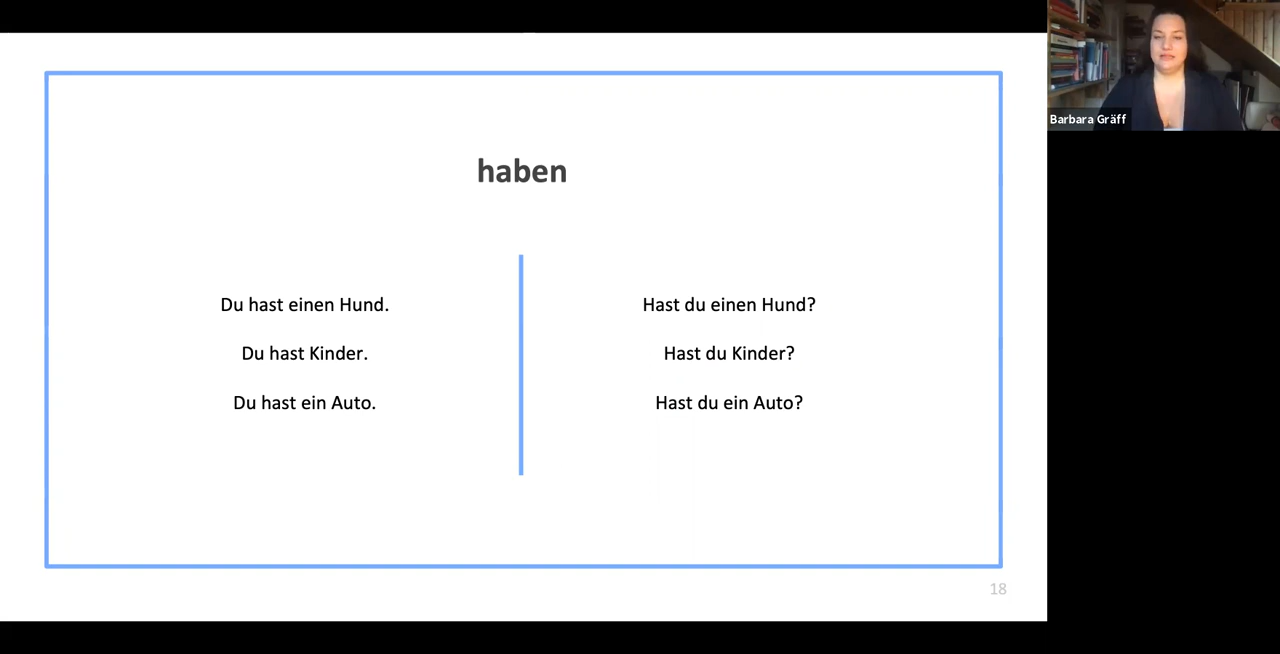 haben
Du hast einen Hund.
Du hast Kinder.
Du hast ein Auto.
Hast du einen Hund?
Hast du Kinder?
Hast du ein Auto?
18
Barbara Gräff